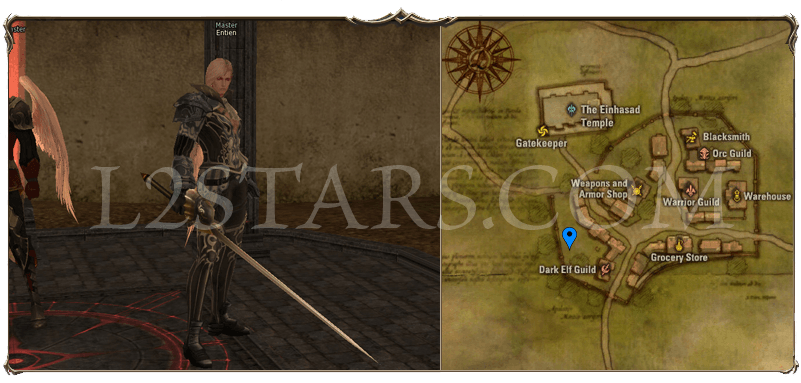 ster
Master
Entien
L2STARS.COM
The Einhasad
Temple
Gatekeeper
Blacksmith
Orc Guild
Weapons and
Armor Shop
Warrior Guild
Warehouse
Grocery Store
Dark Elf Guild